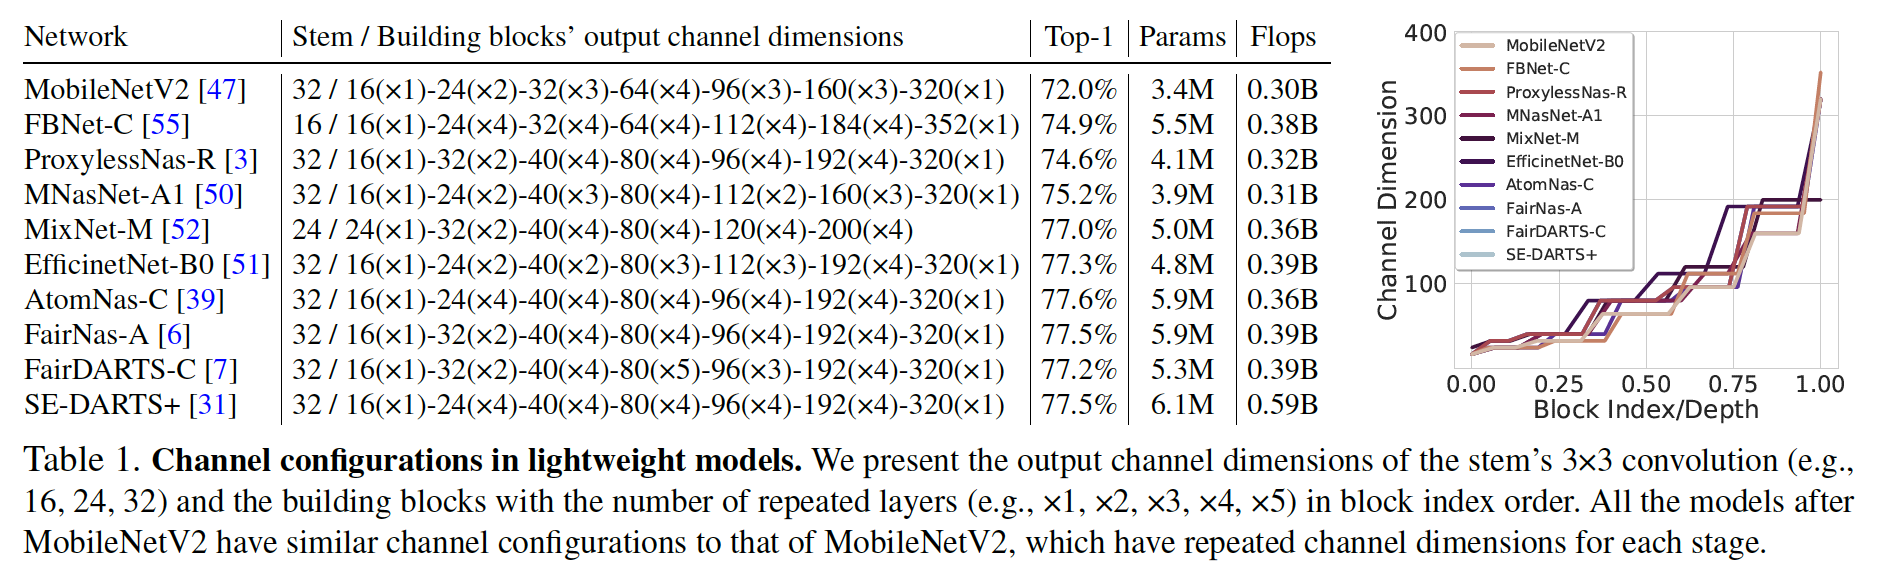 Network Stem / Building blocks' output channel dimensions Top-1 Params Flops
MobileNetV2 [47] 32 / 16(×1)-24(×2)-32(×3)-64(×4)-96(×3)-160(×3)-320(×1) 72.0% 3.4M 0.30B
FBNet-C [55] 16 / 16(×1)-24(×4)-32(×4)-64(×4)-112(×4)-184(×4)-352(×1) 74.9% 5.5M 0.38B
ProxylessNas-R [3] 32 / 16(×1)-32(×2)-40(×4)-80(×4)-96(×4)-192(×4)-320(×1) 74.6% 4.1M 0.32B
MNasNet-A1 [50] 32 / 16(×1)-24(×2)-40(×3)-80(×4)-112(×2)-160(×3)-320(×1) 75.2% 3.9M 0.31B
MixNet-M [52] 24 / 24(×1)-32(×2)-40(×4)-80(×4)-120(×4)-200(×4) 77.0% 5.0M 0.36B
EfficinetNet-B0 [51] 32 / 16(×1)-24(×2)-40(×2)-80(×3)-112(×3)-192(×4)-320(×1) 77.3% 4.8M 0.39B
AtomNas-C [39] 32 / 16(×1)-24(×4)-40(×4)-80(×4)-96(×4)-192(×4)-320(×1) 77.6% 5.9M 0.36B
FairNas-A [6] 32 / 16(×1)-32(×2)-40(×4)-80(×4)-96(×4)-192(×4)-320(×1) 77.5% 5.9M 0.39B
FairDARTS-C [7] 32 / 16(×1)-32(×2)-40(×4)-80(×5)-96(×3)-192(×4)-320(×1) 77.2% 5.3M 0.39B
SE-DARTS+ [31] 32 / 16(×1)-24(×4)-40(×4)-80(×4)-96(×4)-192(×4)-320(×1) 77.5% 6.1M 0.59B
Channel Dimension
400
300
200
100
MobileNetV2
FBNet-C
ProxylessNas-R
MNasNet-A1
MixNet-M
EfficinetNet-B0
AtomNas-C
FairNas-A
FairDARTS-C
SE-DARTS+
0.00 0.25 0.50 0.75 1.00
Block Index/Depth
Table 1. Channel configurations in lightweight models. We present the output channel dimensions of the stem's 3×3 convolution (e.g.,
16, 24, 32) and the building blocks with the number of repeated layers (e.g., ×1, ×2, ×3, ×4, ×5) in block index order. All the models after
MobileNetV2 have similar channel configurations to that of MobileNetV2, which have repeated channel dimensions for each stage.